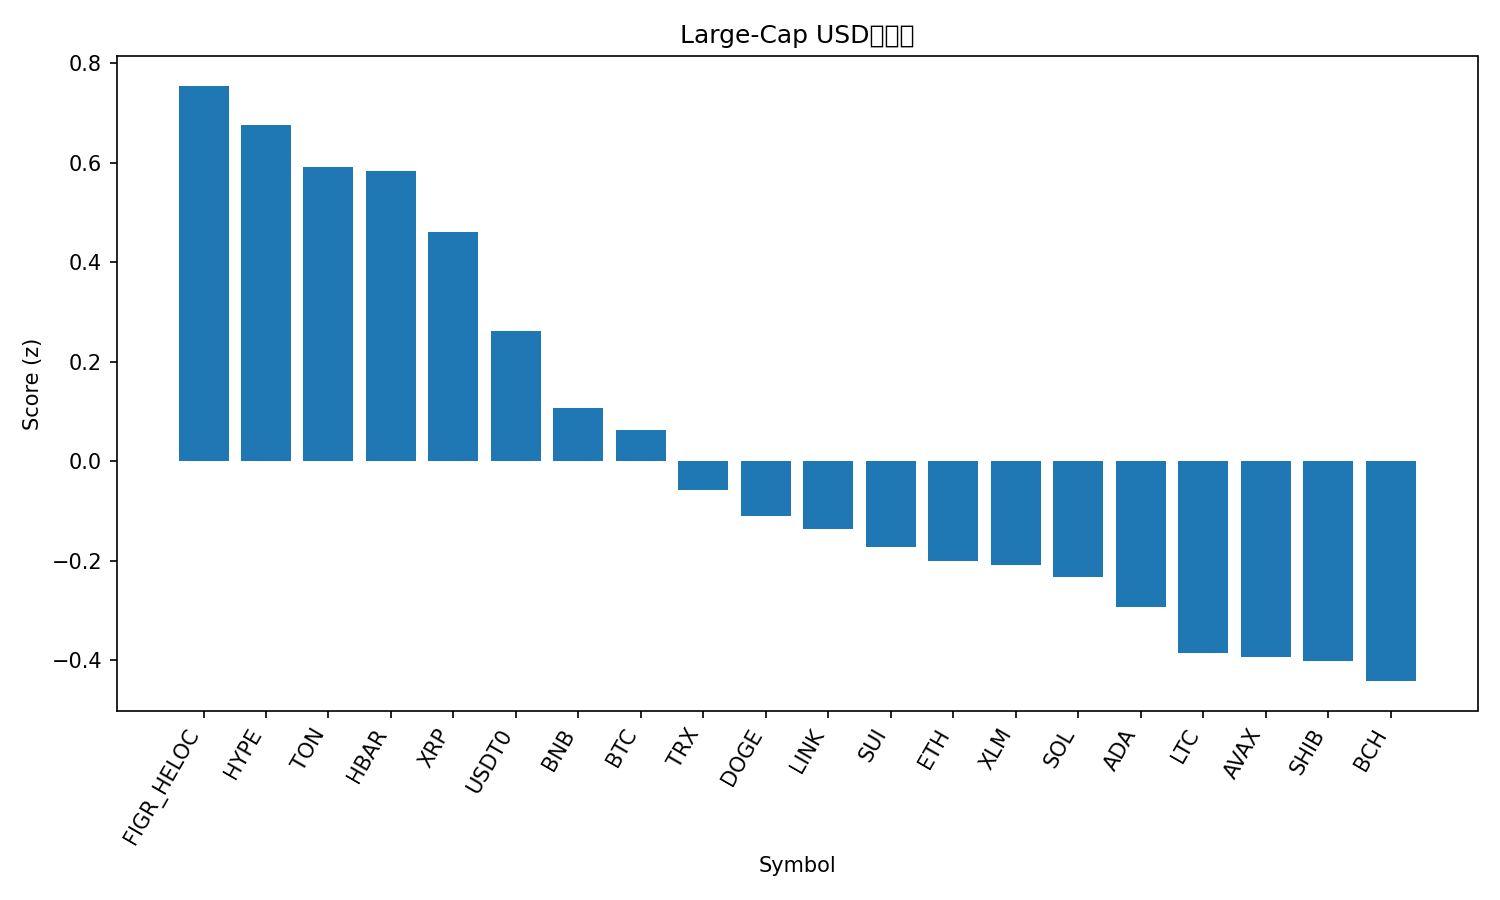 Large-Cap USD
0.8
0.6
0.4
0.2
0.0
−0.2
−0.4
Score (z)
FIGR_HELOC
HYPE
TON
HBAR
XRP
USDT0
BNB
BTC
TRX
DOGE
LINK
SUI
ETH
XLM
SOL
ADA
LTC
AVAX
SHIB
BCH
Symbol